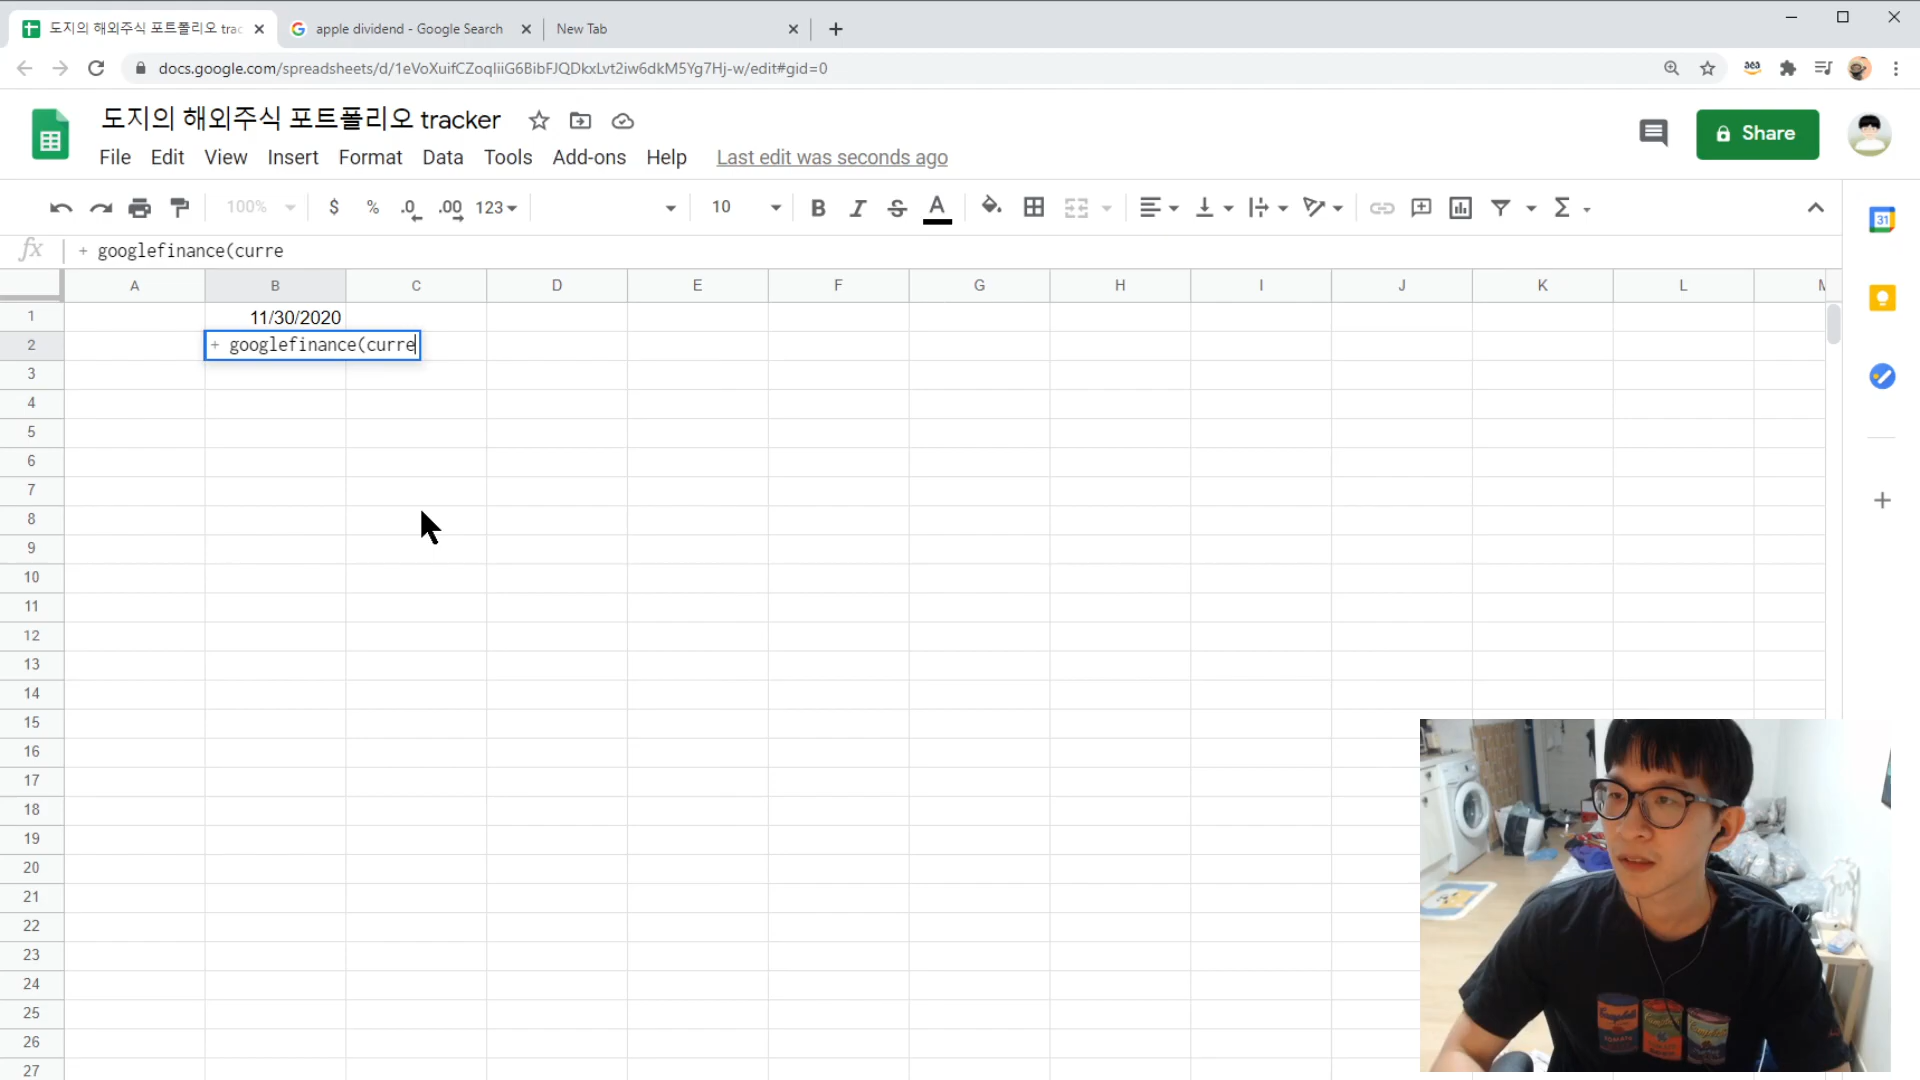 도지의 해외주식 포트폴리오 trac
apple dividend - Google Search
New Tab
docs.google.com/spreadsheets/d/1eVoXuifCZoqIiiG6BibFJQDkxLvt2iw6dkM5Yg7Hj-w/edit#gid=0
도지의 해외주식 포트폴리오 tracker
Share
File Edit View Insert Format Data Tools Add-ons Help Last edit was seconds ago
100% $ % .0 .00 123 10 B I S A Σ
31
fx + googlefinance(curre
A B C D E F G H I J K L
1 11/30/2020
2 + googlefinance(curre
3
4
5
6
7
8
9
10
11
12
13
14
15
16
17
18
19
20
21
22
23
24
25
26
27
Campbell's